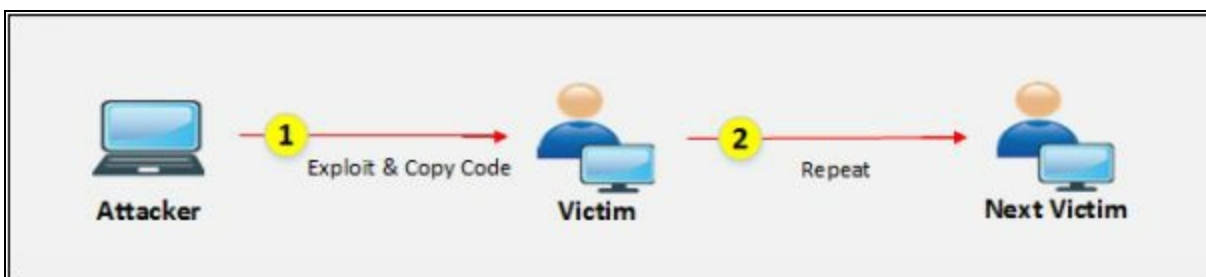 1
Exploit & Copy Code
2
Repeat
Attacker
Victim
Next Victim